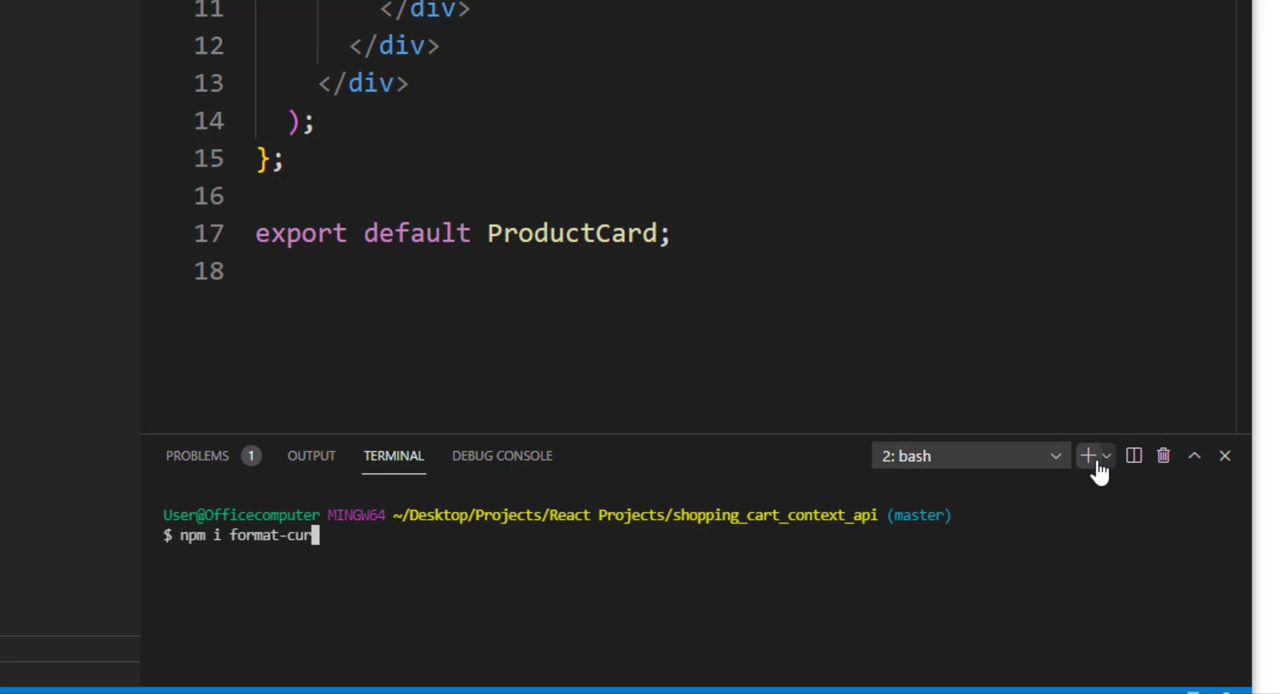 11 </div>
12 </div>
13 </div>
14 );
15 };
16
17 export default ProductCard;
18
PROBLEMS 1 OUTPUT TERMINAL DEBUG CONSOLE 2: bash
User@Officecomputer MINGW64 ~/Desktop/Projects/React Projects/shopping_cart_context_api (master)
$ npm i format-cur